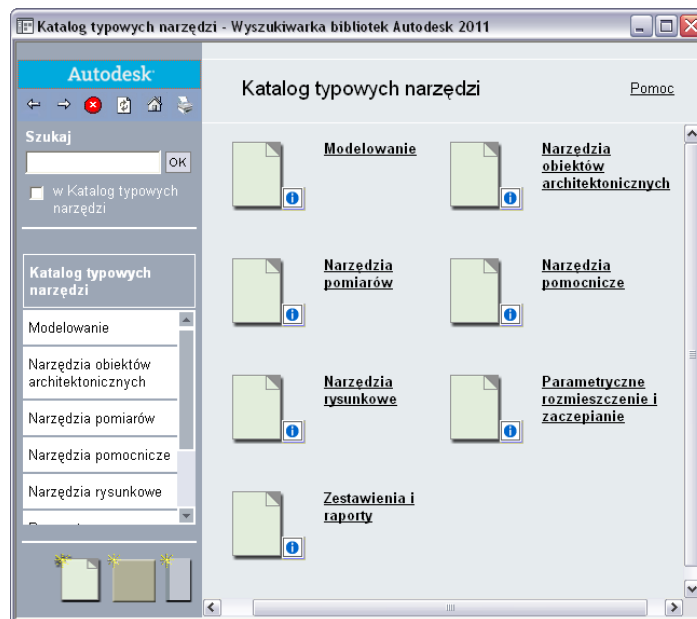 Katalog typowych narzędzi - Wyszukiwarka bibliotek Autodesk 2011
Autodesk
Szukaj
OK
w Katalog typowych
narzędzi
Katalog typowych
narzędzi
Modelowanie
Narzędzia obiektów
architektonicznych
Narzędzia pomiarów
Narzędzia pomocnicze
Narzędzia rysunkowe
Katalog typowych narzędzi
Pomoc
Modelowanie
Narzędzia
obiektów
architektonicznych
Narzędzia
pomiarów
Narzędzia
pomocnicze
Narzędzia
rysunkowe
Parametryczne
rozmieszczenie i
zaczepianie
Zestawienia i
raporty